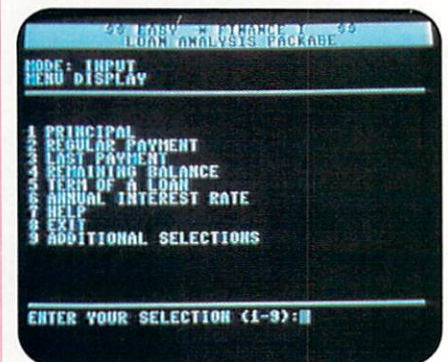 $$ EASY * FINANCE I $$
LOAN ANALYSIS PACKAGE
MODE: INPUT
MENU DISPLAY
1 PRINCIPAL
2 REGULAR PAYMENT
3 LAST PAYMENT
4 REMAINING BALANCE
5 TERM OF A LOAN
6 ANNUAL INTEREST RATE
7 HELP
8 EXIT
9 ADDITIONAL SELECTIONS
ENTER YOUR SELECTION (1-9):